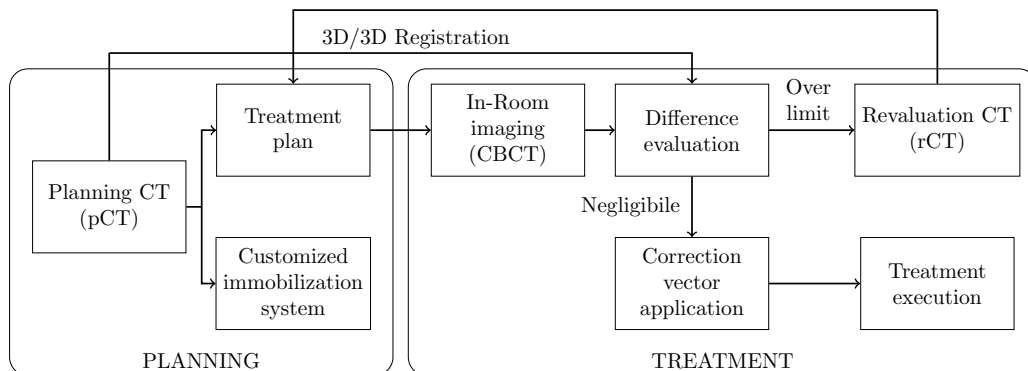 3D/3D Registration
Planning CT
(pCT)
Treatment
plan
Customized
immobilization
system
PLANNING
In-Room
imaging
(CBCT)
Difference
evaluation
Over
limit
Revaluation CT
(rCT)
Negligibile
Correction
vector
application
Treatment
execution
TREATMENT